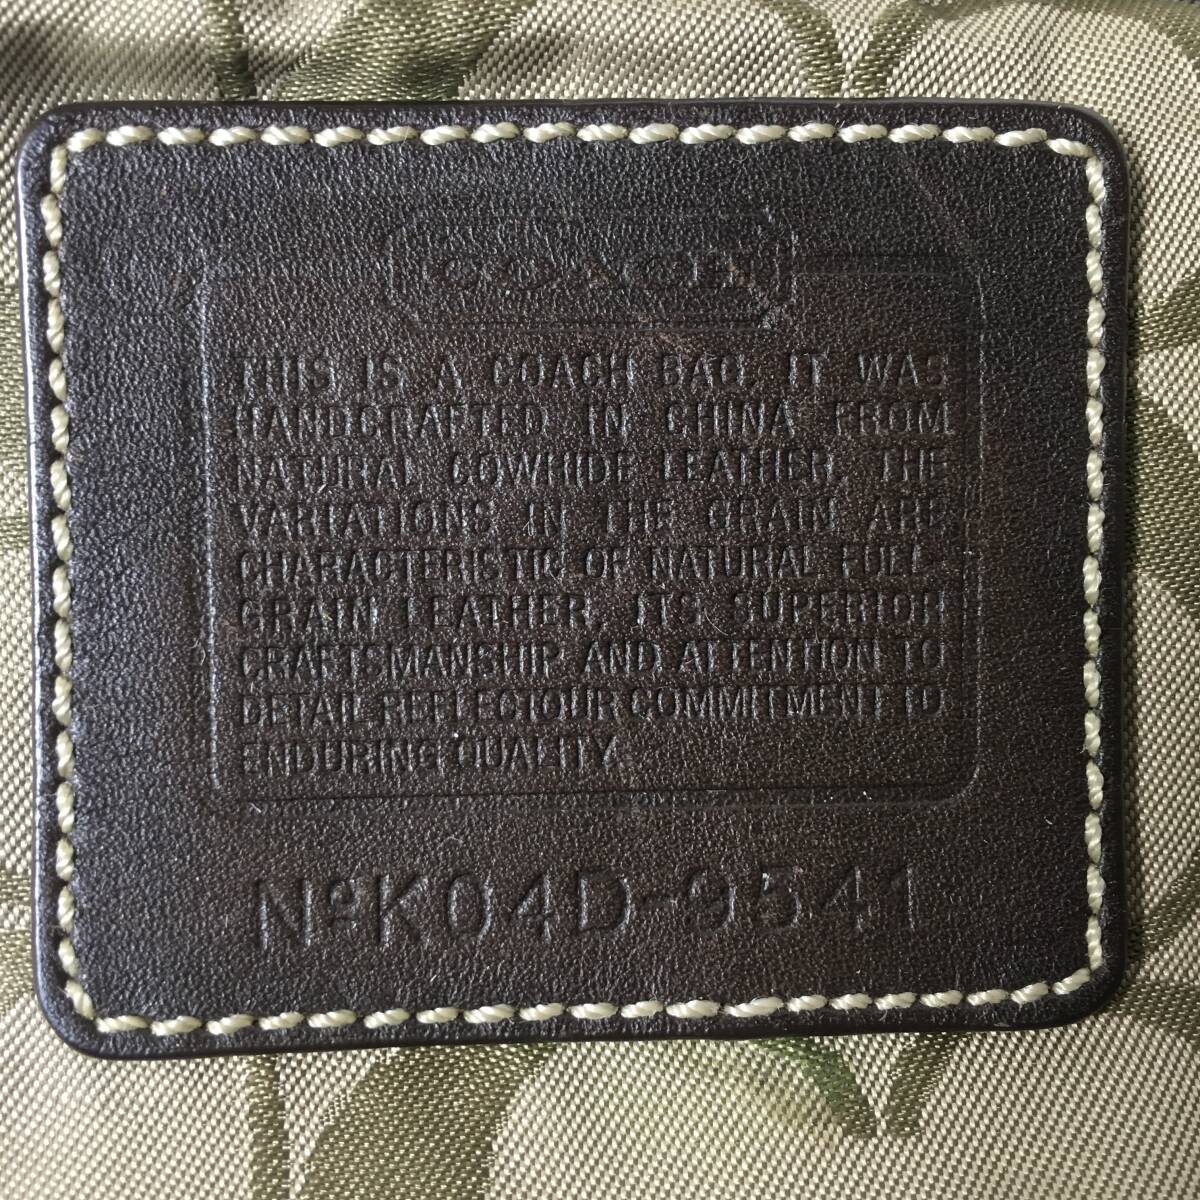 COACH
THIS IS A COACH BAG. IT WAS
HANDCRAFTED IN CHINA FROM
NATURAL COWHIDE LEATHER. THE
VARIATIONS IN THE GRAIN ARE
CHARACTERISTIC OF NATURAL FULL-
GRAIN LEATHER. ITS SUPERIOR
CRAFTSMANSHIP AND ATTENTION TO
DETAIL REFLECT OUR COMMITMENT TO
ENDURING QUALITY.
Nº K04D-9541